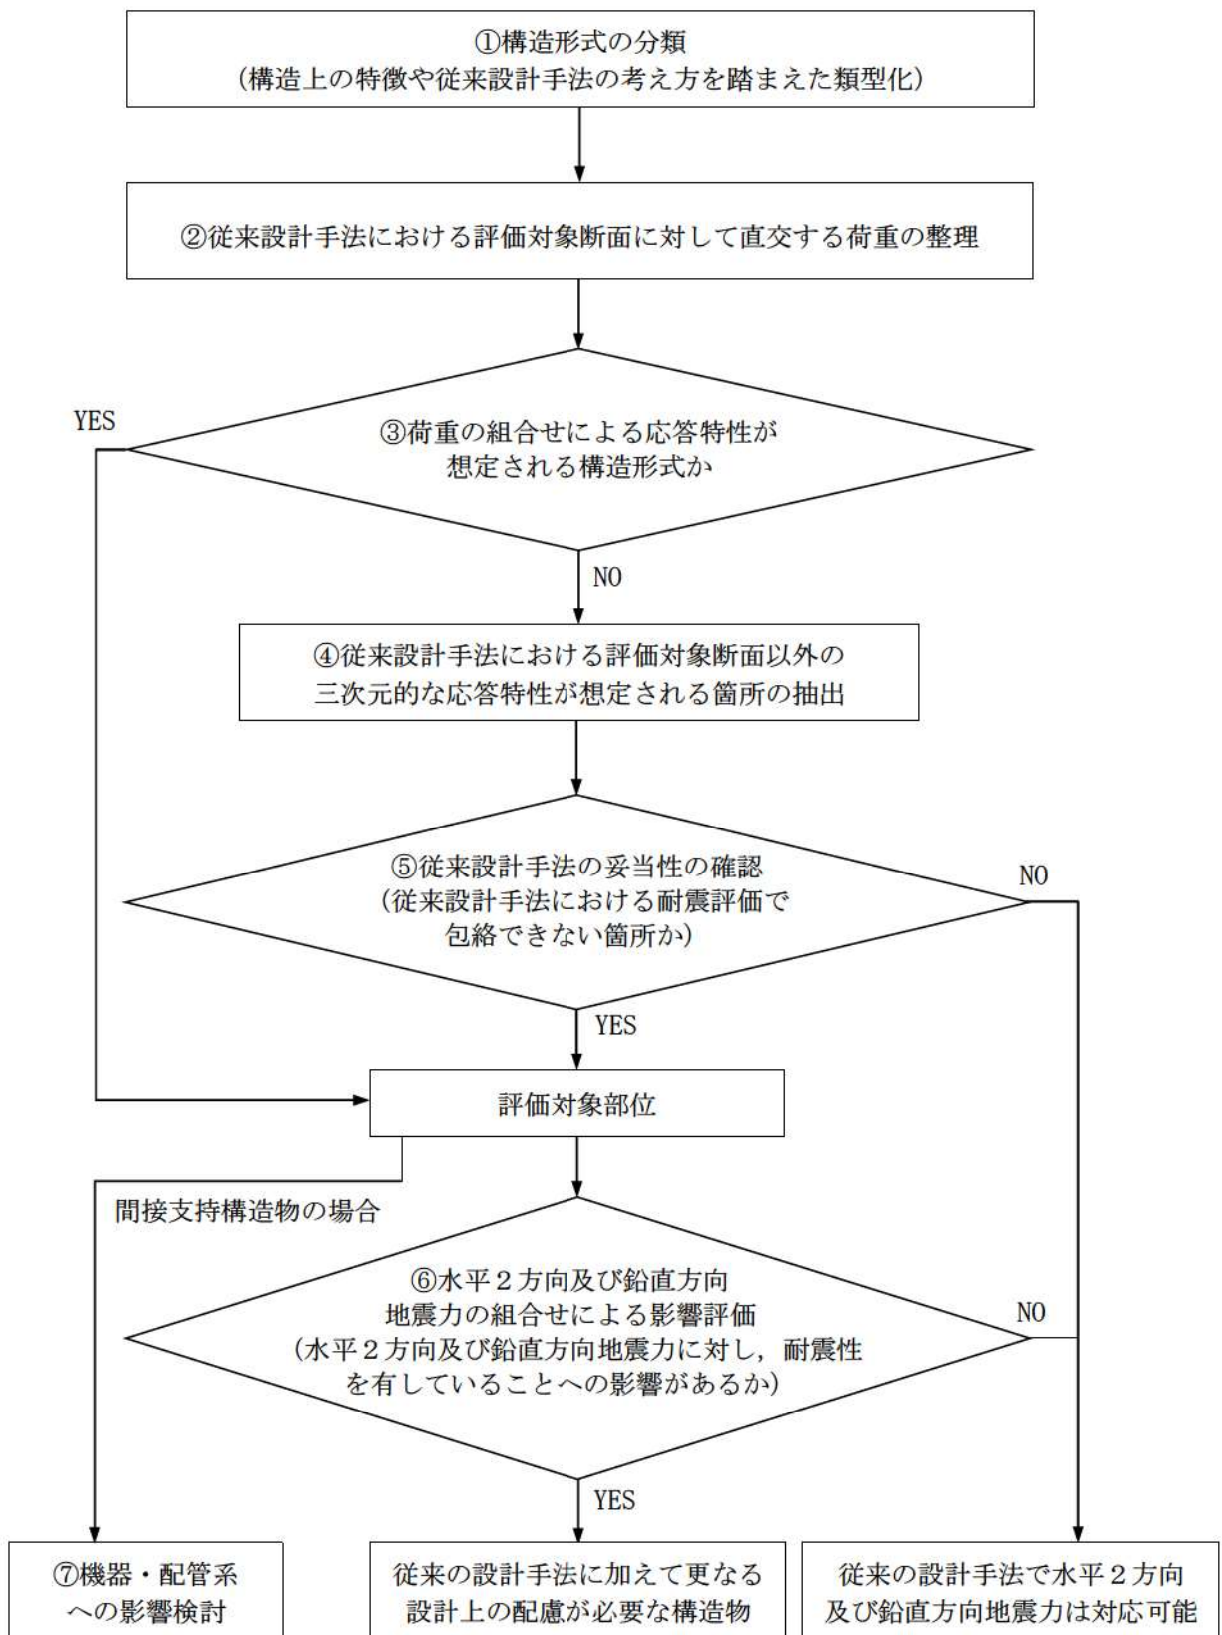 ①構造形式の分類
(構造上の特徴や従来設計手法の考え方を踏まえた類型化)
②従来設計手法における評価対象断面に対して直交する荷重の整理
YES
③荷重の組合せによる応答特性が
想定される構造形式か
NO
④従来設計手法における評価対象断面以外の
三次元的な応答特性が想定される箇所の抽出
⑤従来設計手法の妥当性の確認
(従来設計手法における耐震評価で
包絡できない箇所か)
NO
YES
評価対象部位
間接支持構造物の場合
⑥水平2方向及び鉛直方向
地震力の組合せによる影響評価
(水平2方向及び鉛直方向地震力に対し,耐震性
を有していることへの影響があるか)
NO
YES
⑦機器・配管系
への影響検討
従来の設計手法に加えて更なる
設計上の配慮が必要な構造物
従来の設計手法で水平2方向
及び鉛直方向地震力は対応可能